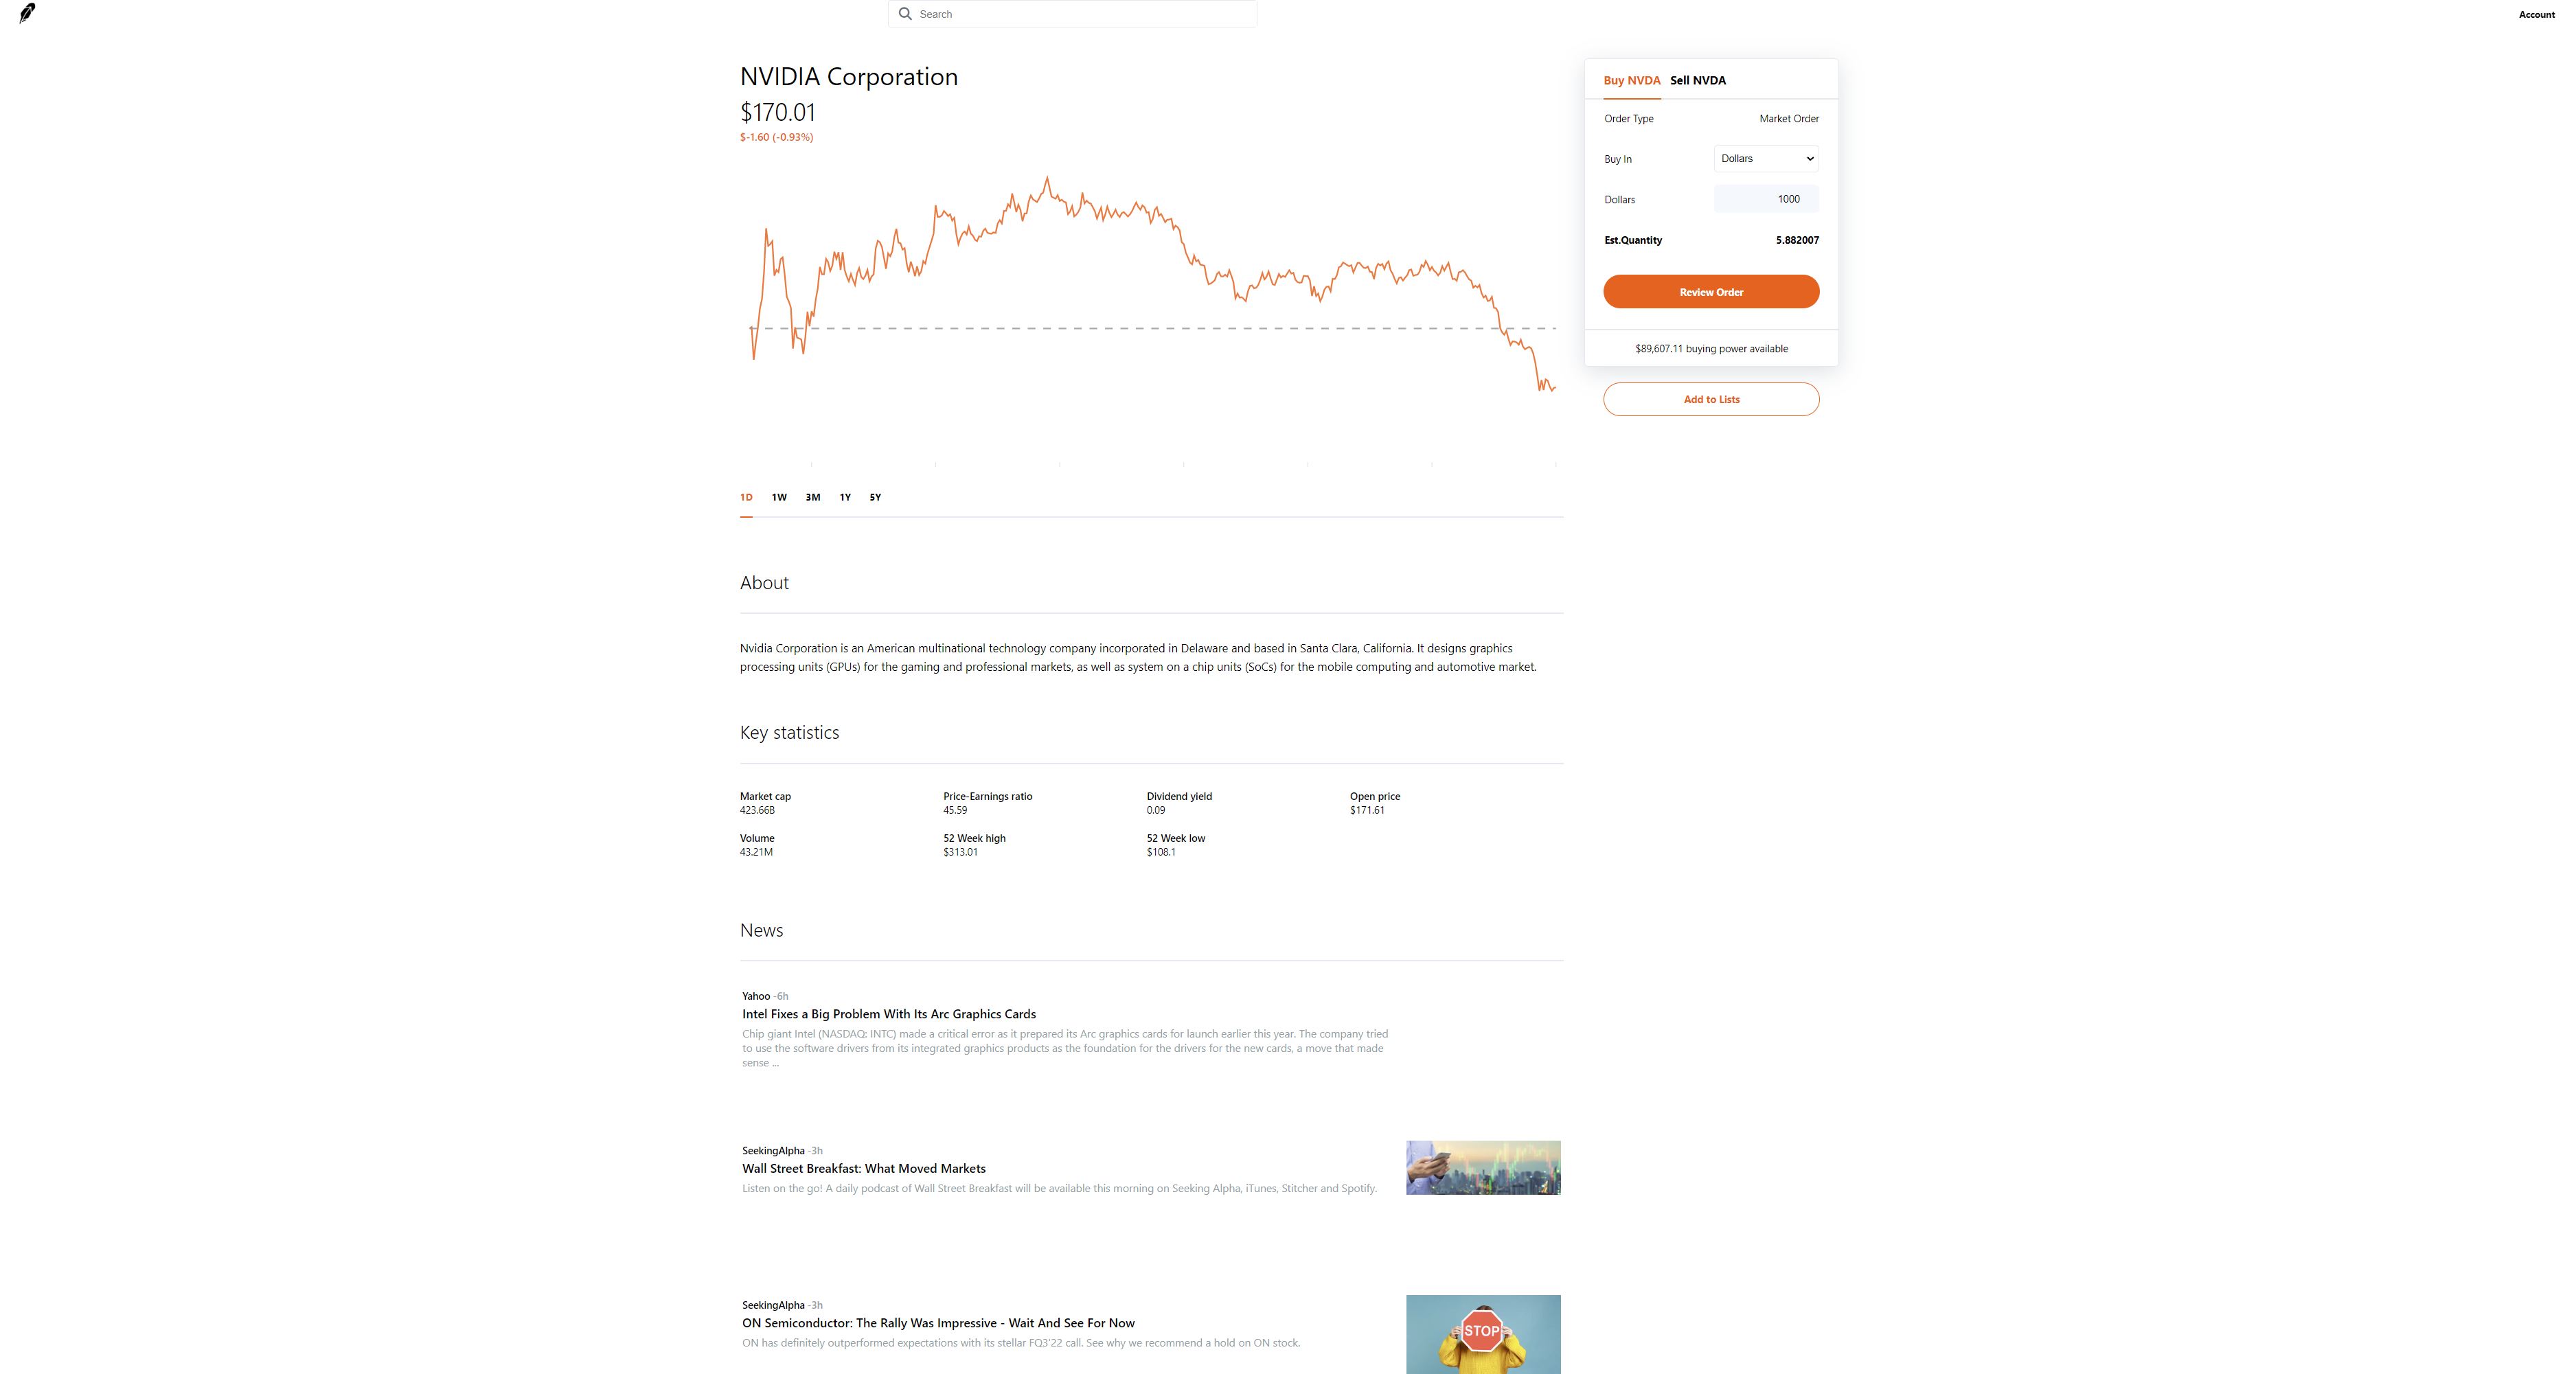 Search
Account
NVIDIA Corporation
$170.01
$-1.60 (-0.93%)
Buy NVDA Sell NVDA
Order Type Market Order
Buy In Dollars
Dollars 1000
Est.Quantity 5.882007
Review Order
$89,607.11 buying power available
Add to Lists
1D 1W 3M 1Y 5Y
About
Nvidia Corporation is an American multinational technology company incorporated in Delaware and based in Santa Clara, California. It designs graphics
processing units (GPUs) for the gaming and professional markets, as well as system on a chip units (SoCs) for the mobile computing and automotive market.
Key statistics
Market cap Price-Earnings ratio Dividend yield Open price
423.66B 45.59 0.09 $171.61
Volume 52 Week high 52 Week low
43.21M $313.01 $108.1
News
Yahoo -6h
Intel Fixes a Big Problem With Its Arc Graphics Cards
Chip giant Intel (NASDAQ: INTC) made a critical error as it prepared its Arc graphics cards for launch earlier this year. The company tried
to use the software drivers from its integrated graphics products as the foundation for the drivers for the new cards, a move that made
sense ...
SeekingAlpha -3h
Wall Street Breakfast: What Moved Markets
Listen on the go! A daily podcast of Wall Street Breakfast will be available this morning on Seeking Alpha, iTunes, Stitcher and Spotify.
SeekingAlpha -3h
ON Semiconductor: The Rally Was Impressive - Wait And See For Now
ON has definitely outperformed expectations with its stellar FQ3'22 call. See why we recommend a hold on ON stock.
STOP